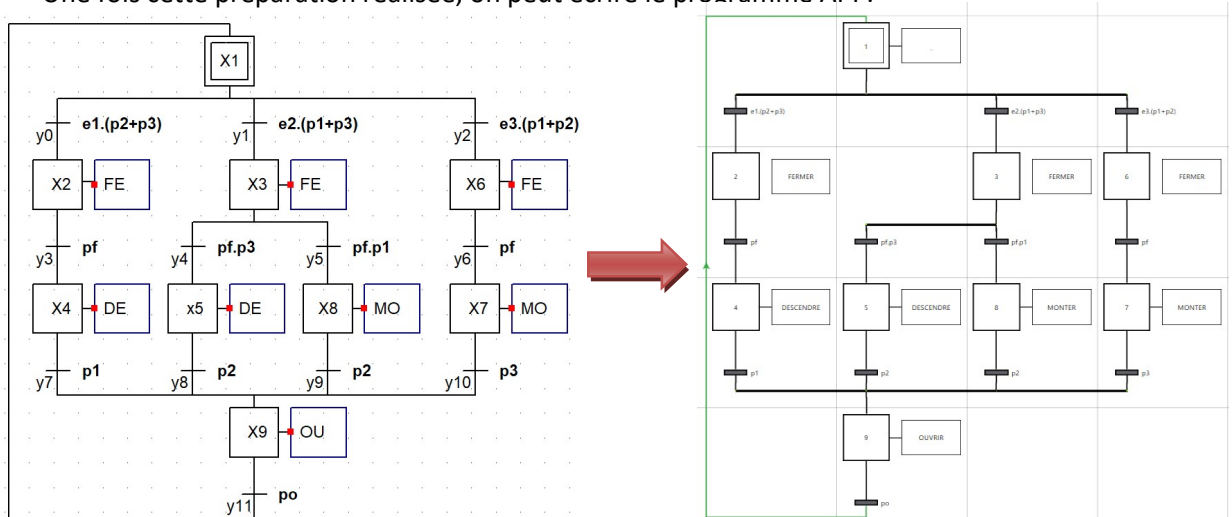 Une fois cette préparation réalisée, on peut écrire le programme API :
X1
y0 e1.(p2+p3) y1 e2.(p1+p3) y2 e3.(p1+p2)
X2 FE X3 FE X6 FE
y3 pf y4 pf.p3 y5 pf.p1 y6 pf
X4 DE x5 DE X8 MO X7 MO
y7 p1 y8 p2 y9 p2 y10 p3
X9 OU
y11 po
1
e1.(p2+p3) e2.(p1+p3) e3.(p1+p2)
2 FERMER 3 FERMER 6 FERMER
pf pf.p3 pf.p1 pf
4 DESCENDRE 5 DESCENDRE 8 MONTER 7 MONTER
p1 p2 p2 p3
9 OUVRIR
po